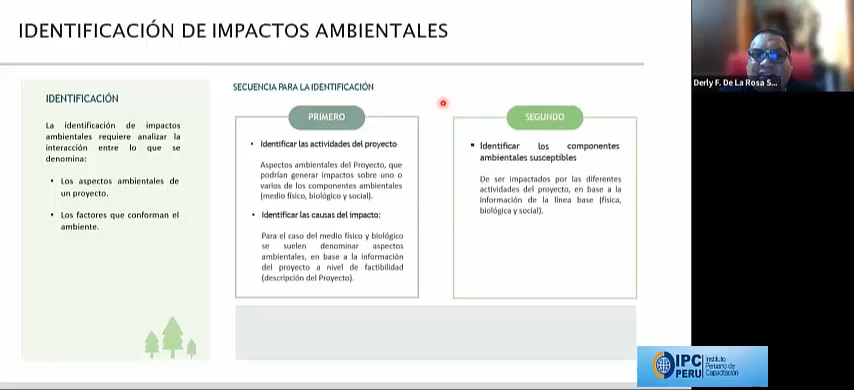 IDENTIFICACIÓN DE IMPACTOS AMBIENTALES
IDENTIFICACIÓN
La identificación de impactos
ambientales requiere analizar la
interacción entre lo que se
denomina:
• Los aspectos ambientales de
un proyecto.
• Los factores que conforman el
ambiente.
SECUENCIA PARA LA IDENTIFICACIÓN
PRIMERO
• Identificar las actividades del proyecto
Aspectos ambientales del Proyecto, que
podrían generar impactos sobre uno o
varios de los componentes ambientales
(medio físico, biológico y social).
• Identificar las causas del impacto:
Para el caso del medio físico y biológico
se suelen denominar aspectos
ambientales, en base a la información
del proyecto a nivel de factibilidad
(descripción del Proyecto).
SEGUNDO
▪ Identificar los componentes
ambientales susceptibles
De ser impactados por las diferentes
actividades del proyecto, en base a la
información de la línea base (física,
biológica y social).
Derly F. De La Rosa S...
IPC
PERU
Instituto
Peruano de
Capacitación